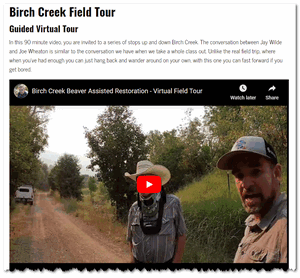 Birch Creek Field Tour
Guided Virtual Tour
In this 90 minute video, you are invited to a series of stops up and down Birch Creek. The conversation between Jay Wilde
and Joe Wheaton is similar to the conversation we have when we take a whole class out. Unlike the real field trip, where
when you've had enough you can just hang back and wander around on your own, with this one you can fast forward if you
get bored.
Birch Creek Beaver Assisted Restoration - Virtual Field Tour
Watch later
Share